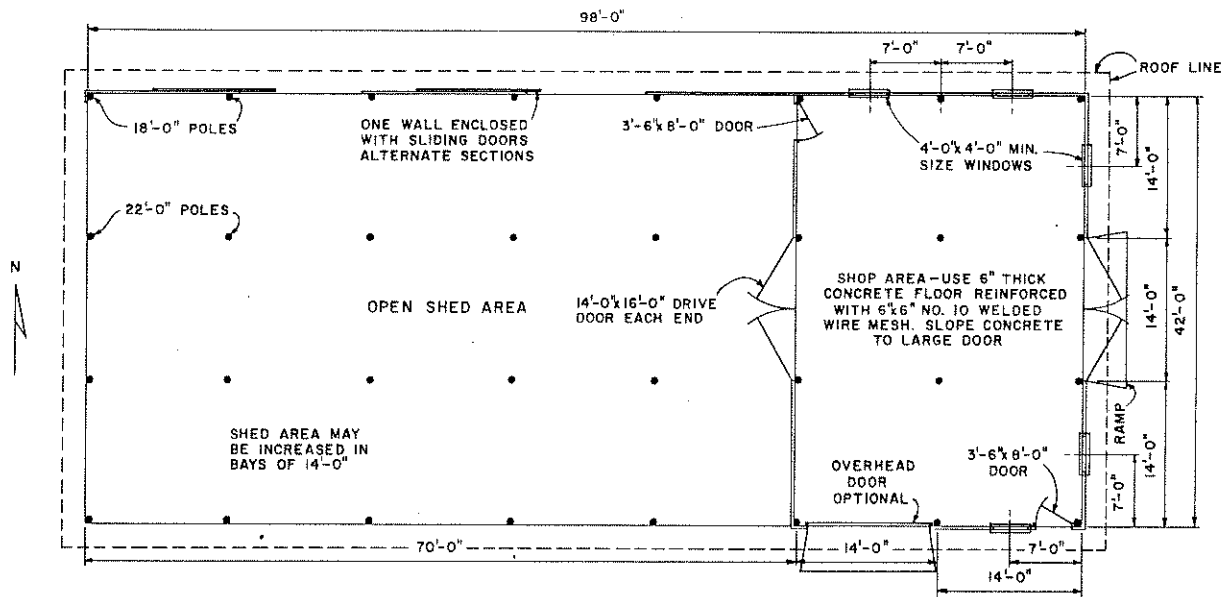 98'-0"
7'-0"
7'-0"
ROOF LINE
18'-0" POLES
ONE WALL ENCLOSED
WITH SLIDING DOORS
ALTERNATE SECTIONS
3'-6"x8'-0" DOOR
4'-0"x4'-0" MIN.
SIZE WINDOWS
7'-0"
14'-0"
22'-0" POLES
N
OPEN SHED AREA
14'-0"x16'-0" DRIVE
DOOR EACH END
SHOP AREA-USE 6" THICK
CONCRETE FLOOR REINFORCED
WITH 6"x6" NO. 10 WELDED
WIRE MESH. SLOPE CONCRETE
TO LARGE DOOR
14'-0"
42'-0"
RAMP
SHED AREA MAY
BE INCREASED IN
BAYS OF 14'-0"
OVERHEAD
DOOR
OPTIONAL
3'-6"x8'-0"
DOOR
7'-0"
14'-0"
70'-0"
14'-0"
7'-0"
14'-0"